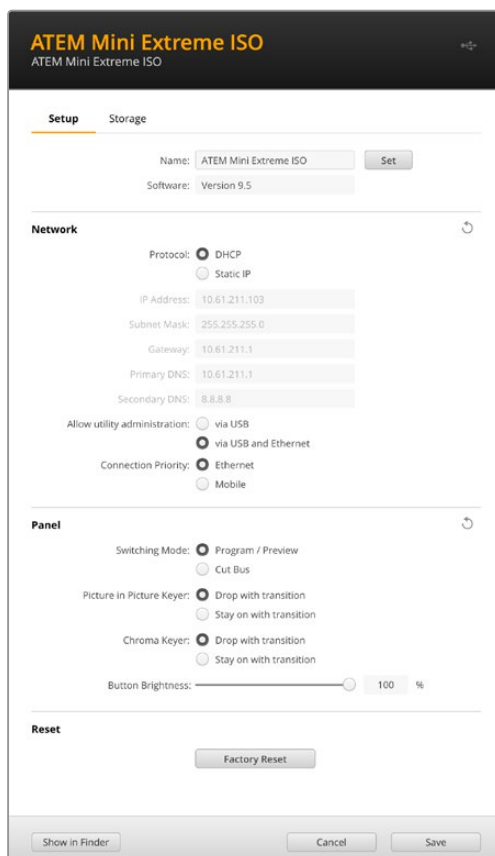 ATEM Mini Extreme ISO
ATEM Mini Extreme ISO
Setup Storage
Name: ATEM Mini Extreme ISO Set
Software: Version 9.5
Network
Protocol: DHCP
Static IP
IP Address: 10.61.211.103
Subnet Mask: 255.255.255.0
Gateway: 10.61.211.1
Primary DNS: 10.61.211.1
Secondary DNS: 8.8.8.8
Allow utility administration: via USB
via USB and Ethernet
Connection Priority: Ethernet
Mobile
Panel
Switching Mode: Program / Preview
Cut Bus
Picture in Picture Keyer: Drop with transition
Stay on with transition
Chroma Keyer: Drop with transition
Stay on with transition
Button Brightness: 100 %
Reset
Factory Reset
Show in Finder Cancel Save